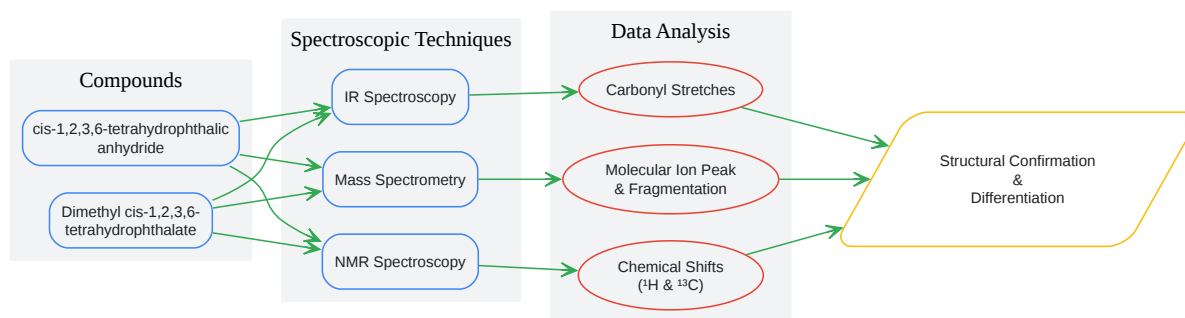 Compounds
cis-1,2,3,6-tetrahydrophthalic
anhydride
Dimethyl cis-1,2,3,6-
tetrahydrophthalate
Spectroscopic Techniques
IR Spectroscopy
Mass Spectrometry
NMR Spectroscopy
Data Analysis
Carbonyl Stretches
Molecular Ion Peak
& Fragmentation
Chemical Shifts
(¹H & ¹³C)
Structural Confirmation
&
Differentiation